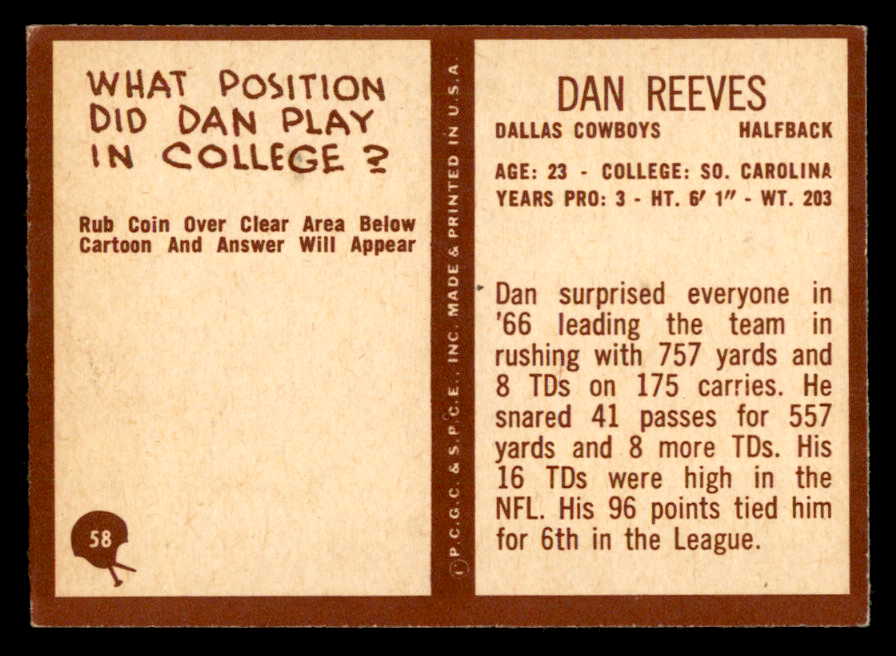 WHAT POSITION
DID DAN PLAY
IN COLLEGE?
Rub Coin Over Clear Area Below
Cartoon And Answer Will Appear
58
© P.C.G.C. & S.P.C.E., INC. MADE & PRINTED IN U.S.A.
DAN REEVES
DALLAS COWBOYS HALFBACK
AGE: 23 - COLLEGE: SO. CAROLINA
YEARS PRO: 3 - HT. 6' 1" - WT. 203
Dan surprised everyone in
'66 leading the team in
rushing with 757 yards and
8 TDs on 175 carries. He
snared 41 passes for 557
yards and 8 more TDs. His
16 TDs were high in the
NFL. His 96 points tied him
for 6th in the League.